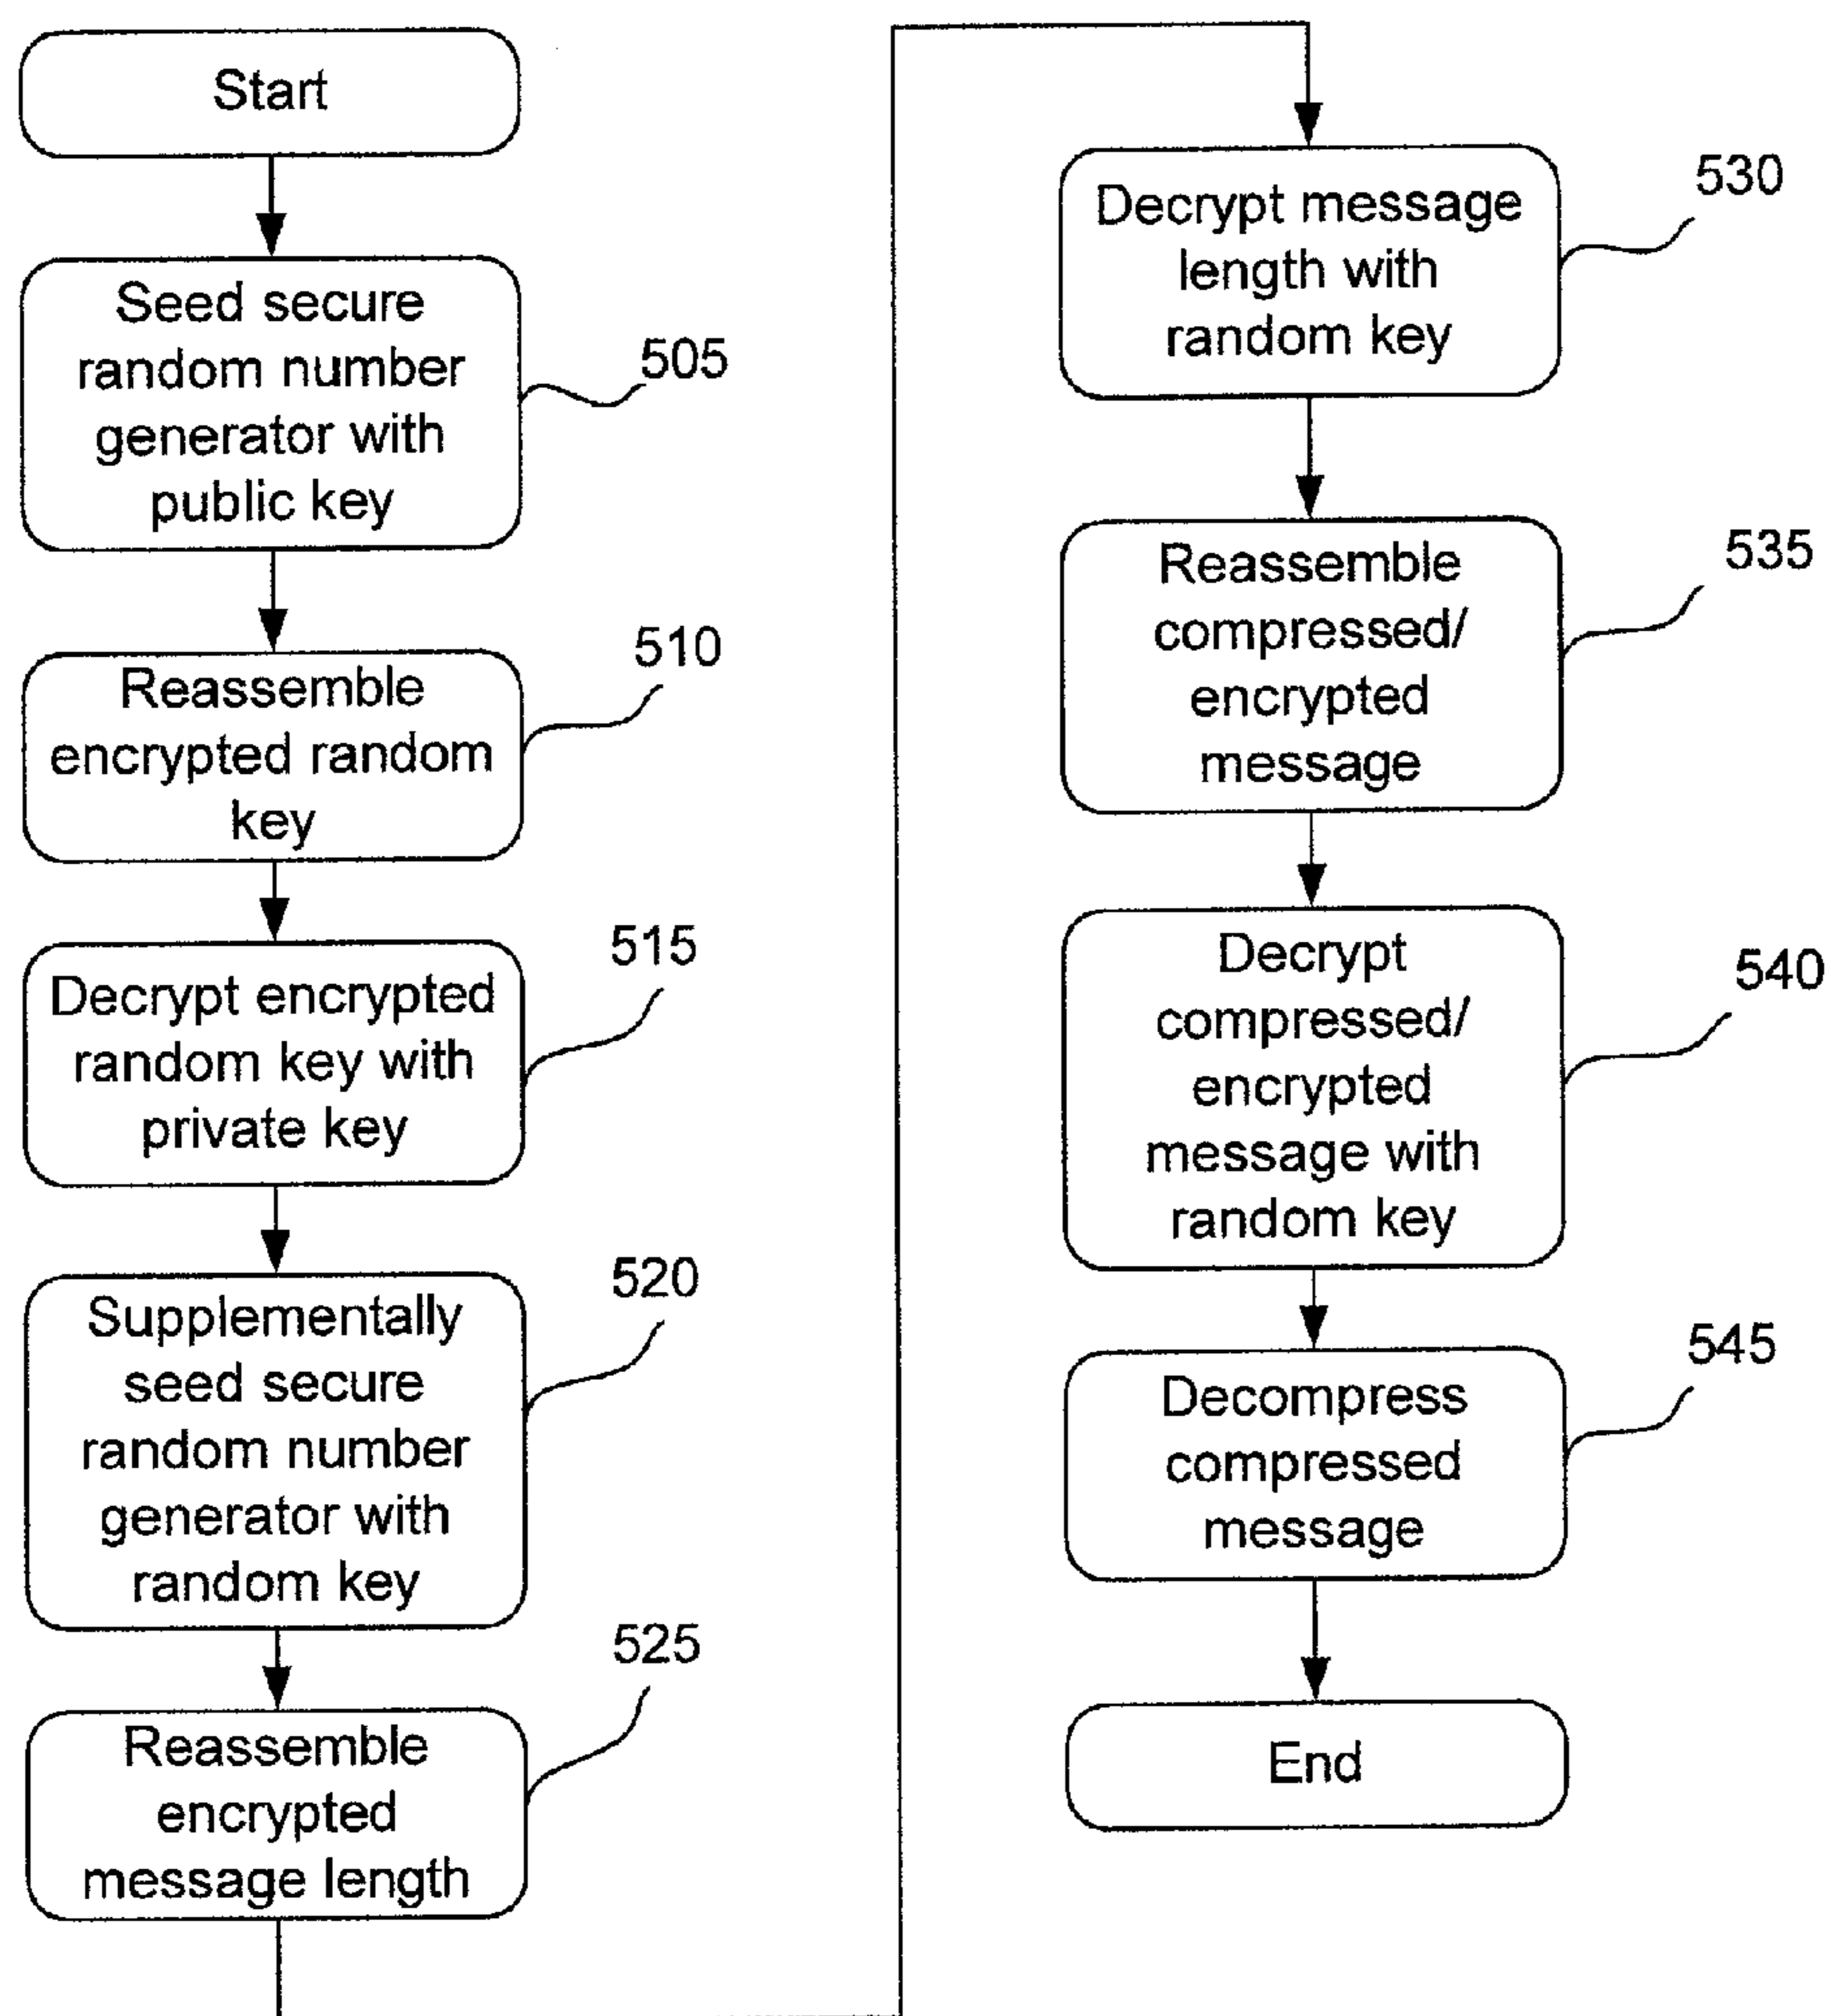 Start
Seed secure
random number
generator with
public key
505
Reassemble
encrypted random
key
510
Decrypt encrypted
random key with
private key
515
Supplementally
seed secure
random number
generator with
random key
520
Reassemble
encrypted
message length
525
Decrypt message
length with
random key
530
Reassemble
compressed/
encrypted
message
535
Decrypt
compressed/
encrypted
message with
random key
540
Decompress
compressed
message
545
End